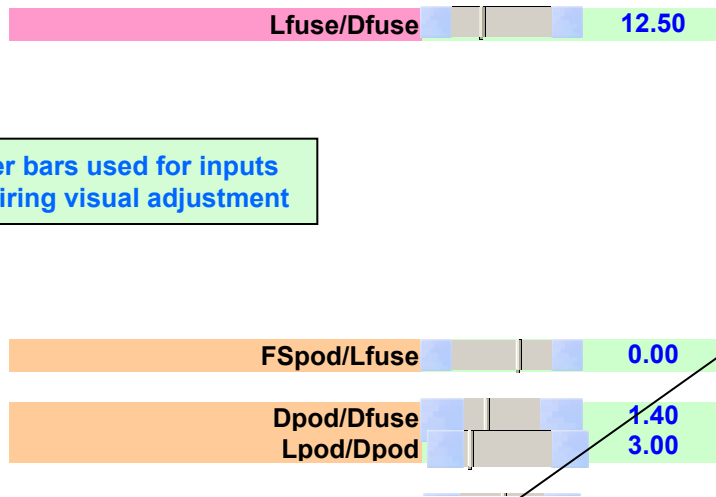 Lfuse/Dfuse 12.50
er bars used for inputs
iring visual adjustment
FSpod/Lfuse 0.00
Dpod/Dfuse 1.40
Lpod/Dpod 3.00